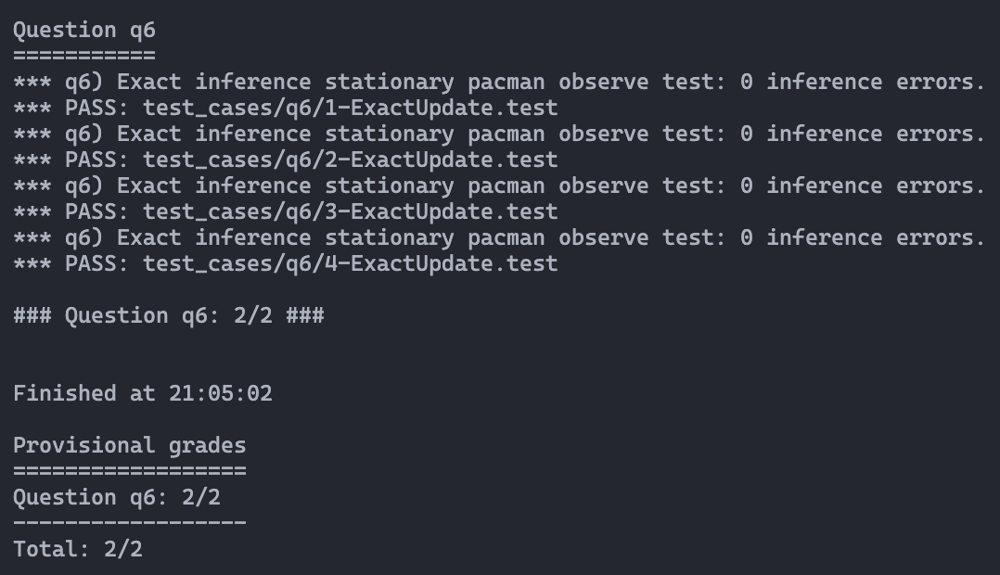 Question q6
===========
*** q6) Exact inference stationary pacman observe test: 0 inference errors.
*** PASS: test_cases/q6/1-ExactUpdate.test
*** q6) Exact inference stationary pacman observe test: 0 inference errors.
*** PASS: test_cases/q6/2-ExactUpdate.test
*** q6) Exact inference stationary pacman observe test: 0 inference errors.
*** PASS: test_cases/q6/3-ExactUpdate.test
*** q6) Exact inference stationary pacman observe test: 0 inference errors.
*** PASS: test_cases/q6/4-ExactUpdate.test
### Question q6: 2/2 ###
Finished at 21:05:02
Provisional grades
==================
Question q6: 2/2
------------------
Total: 2/2